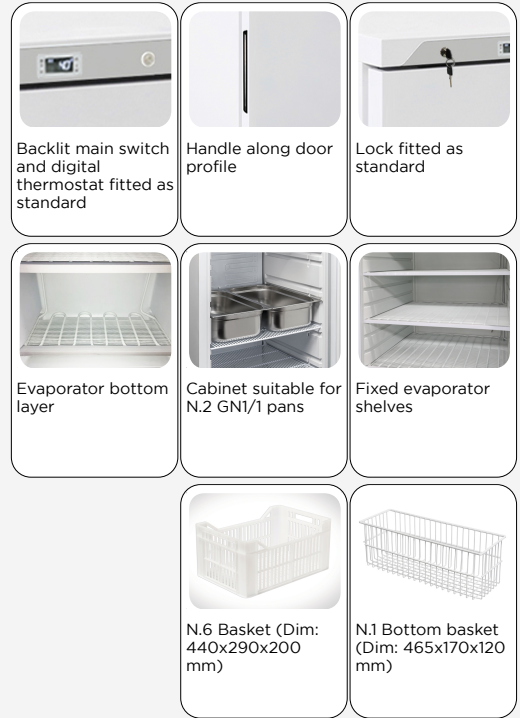 Backlit main switch
and digital
thermostat fitted as
standard
Handle along door
profile
Lock fitted as
standard
Evaporator bottom
layer
Cabinet suitable for
N.2 GN1/1 pans
Fixed evaporator
shelves
N.6 Basket (Dim:
440x290x200
mm)
N.1 Bottom basket
(Dim: 465x170x120
mm)